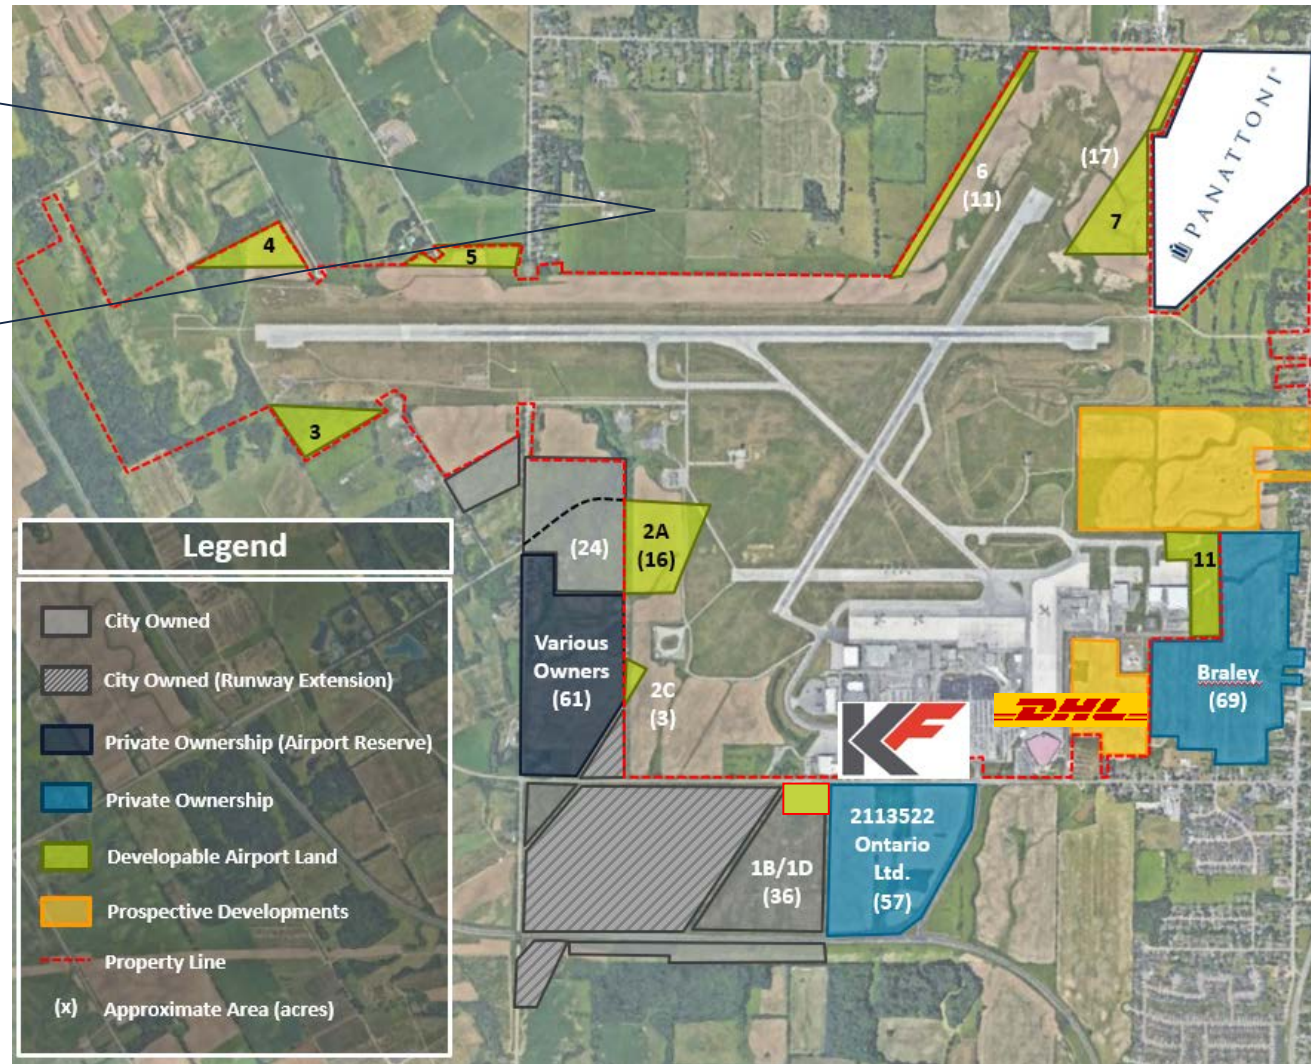 6
(11)
(17)
7
PANATTONI®
4
5
3
2A
(16)
(24)
11
Various
Owners
(61)
2C
(3)
Braley
(69)
KF
DHL
2113522
Ontario
Ltd.
(57)
1B/1D
(36)
Legend
City Owned
City Owned (Runway Extension)
Private Ownership (Airport Reserve)
Private Ownership
Developable Airport Land
Prospective Developments
Property Line
(x) Approximate Area (acres)